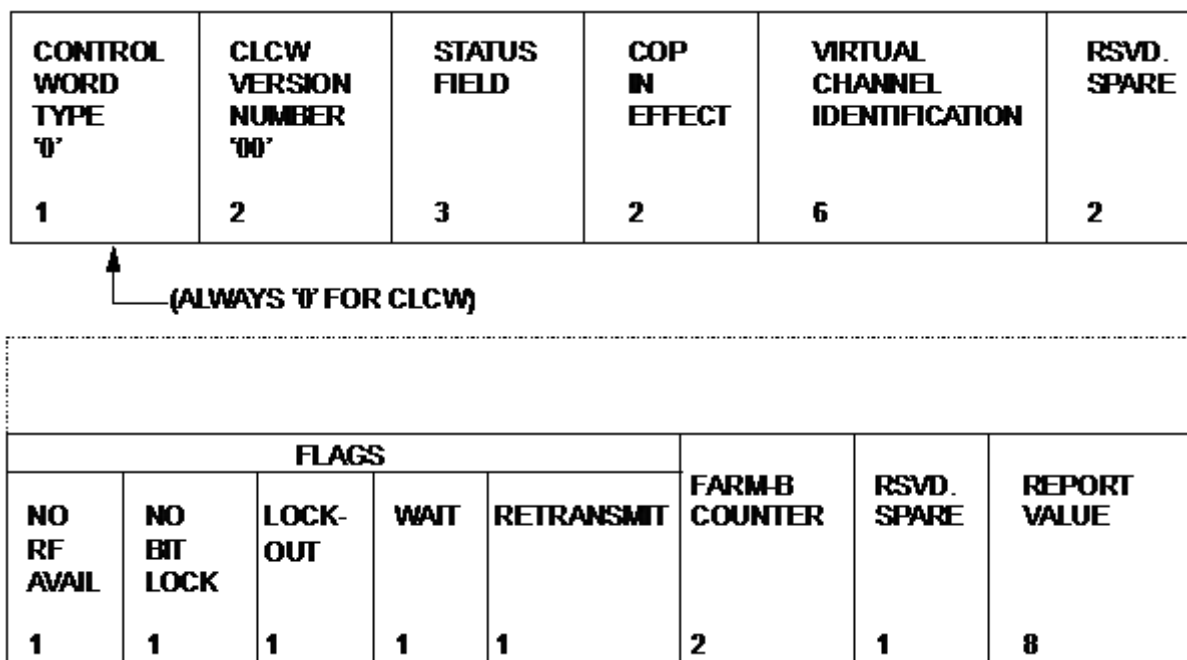 CONTROL WORD TYPE '0' 1
CLCW VERSION NUMBER '00' 2
STATUS FIELD 3
COP IN EFFECT 2
VIRTUAL CHANNEL IDENTIFICATION 6
RSVD. SPARE 2
(ALWAYS '0' FOR CLCW)
FLAGS
NO RF AVAIL 1
NO BIT LOCK 1
LOCK-OUT 1
WAIT 1
RETRANSMIT 1
FARM-B COUNTER 2
RSVD. SPARE 1
REPORT VALUE 8